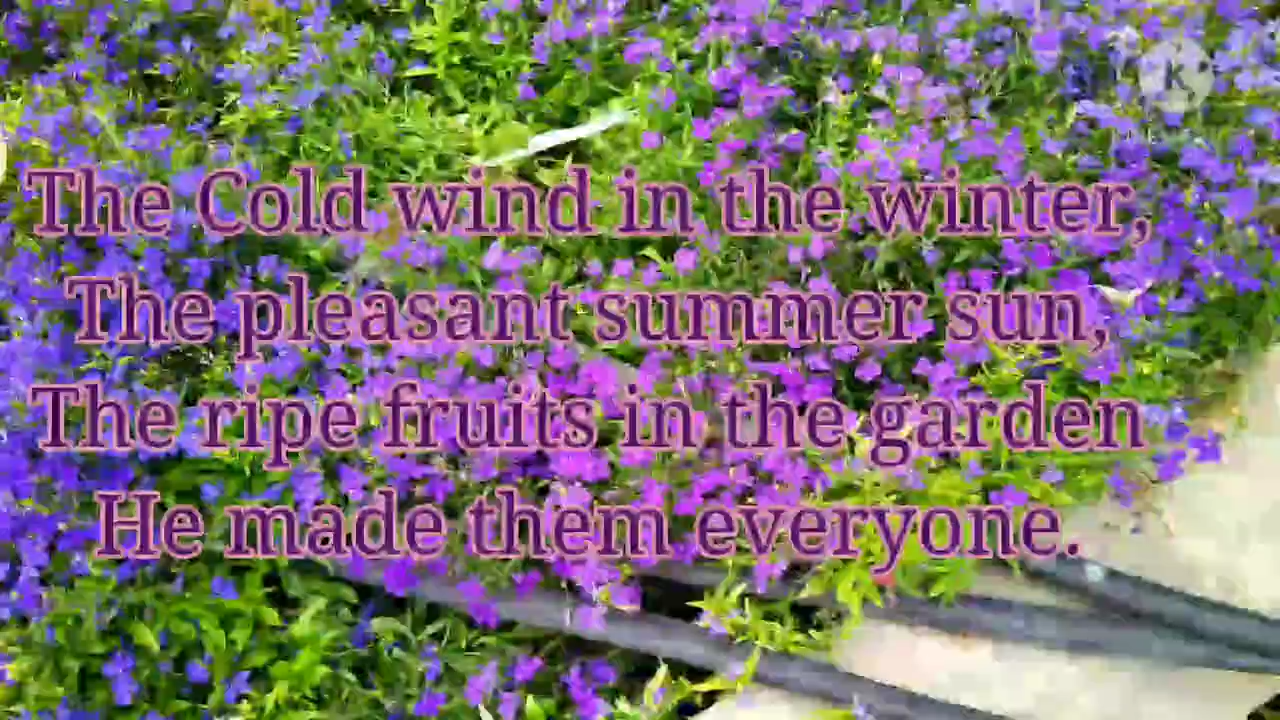 The Cold wind in the winter,
The pleasant summer sun,
The ripe fruits in the garden
He made them everyone.
K